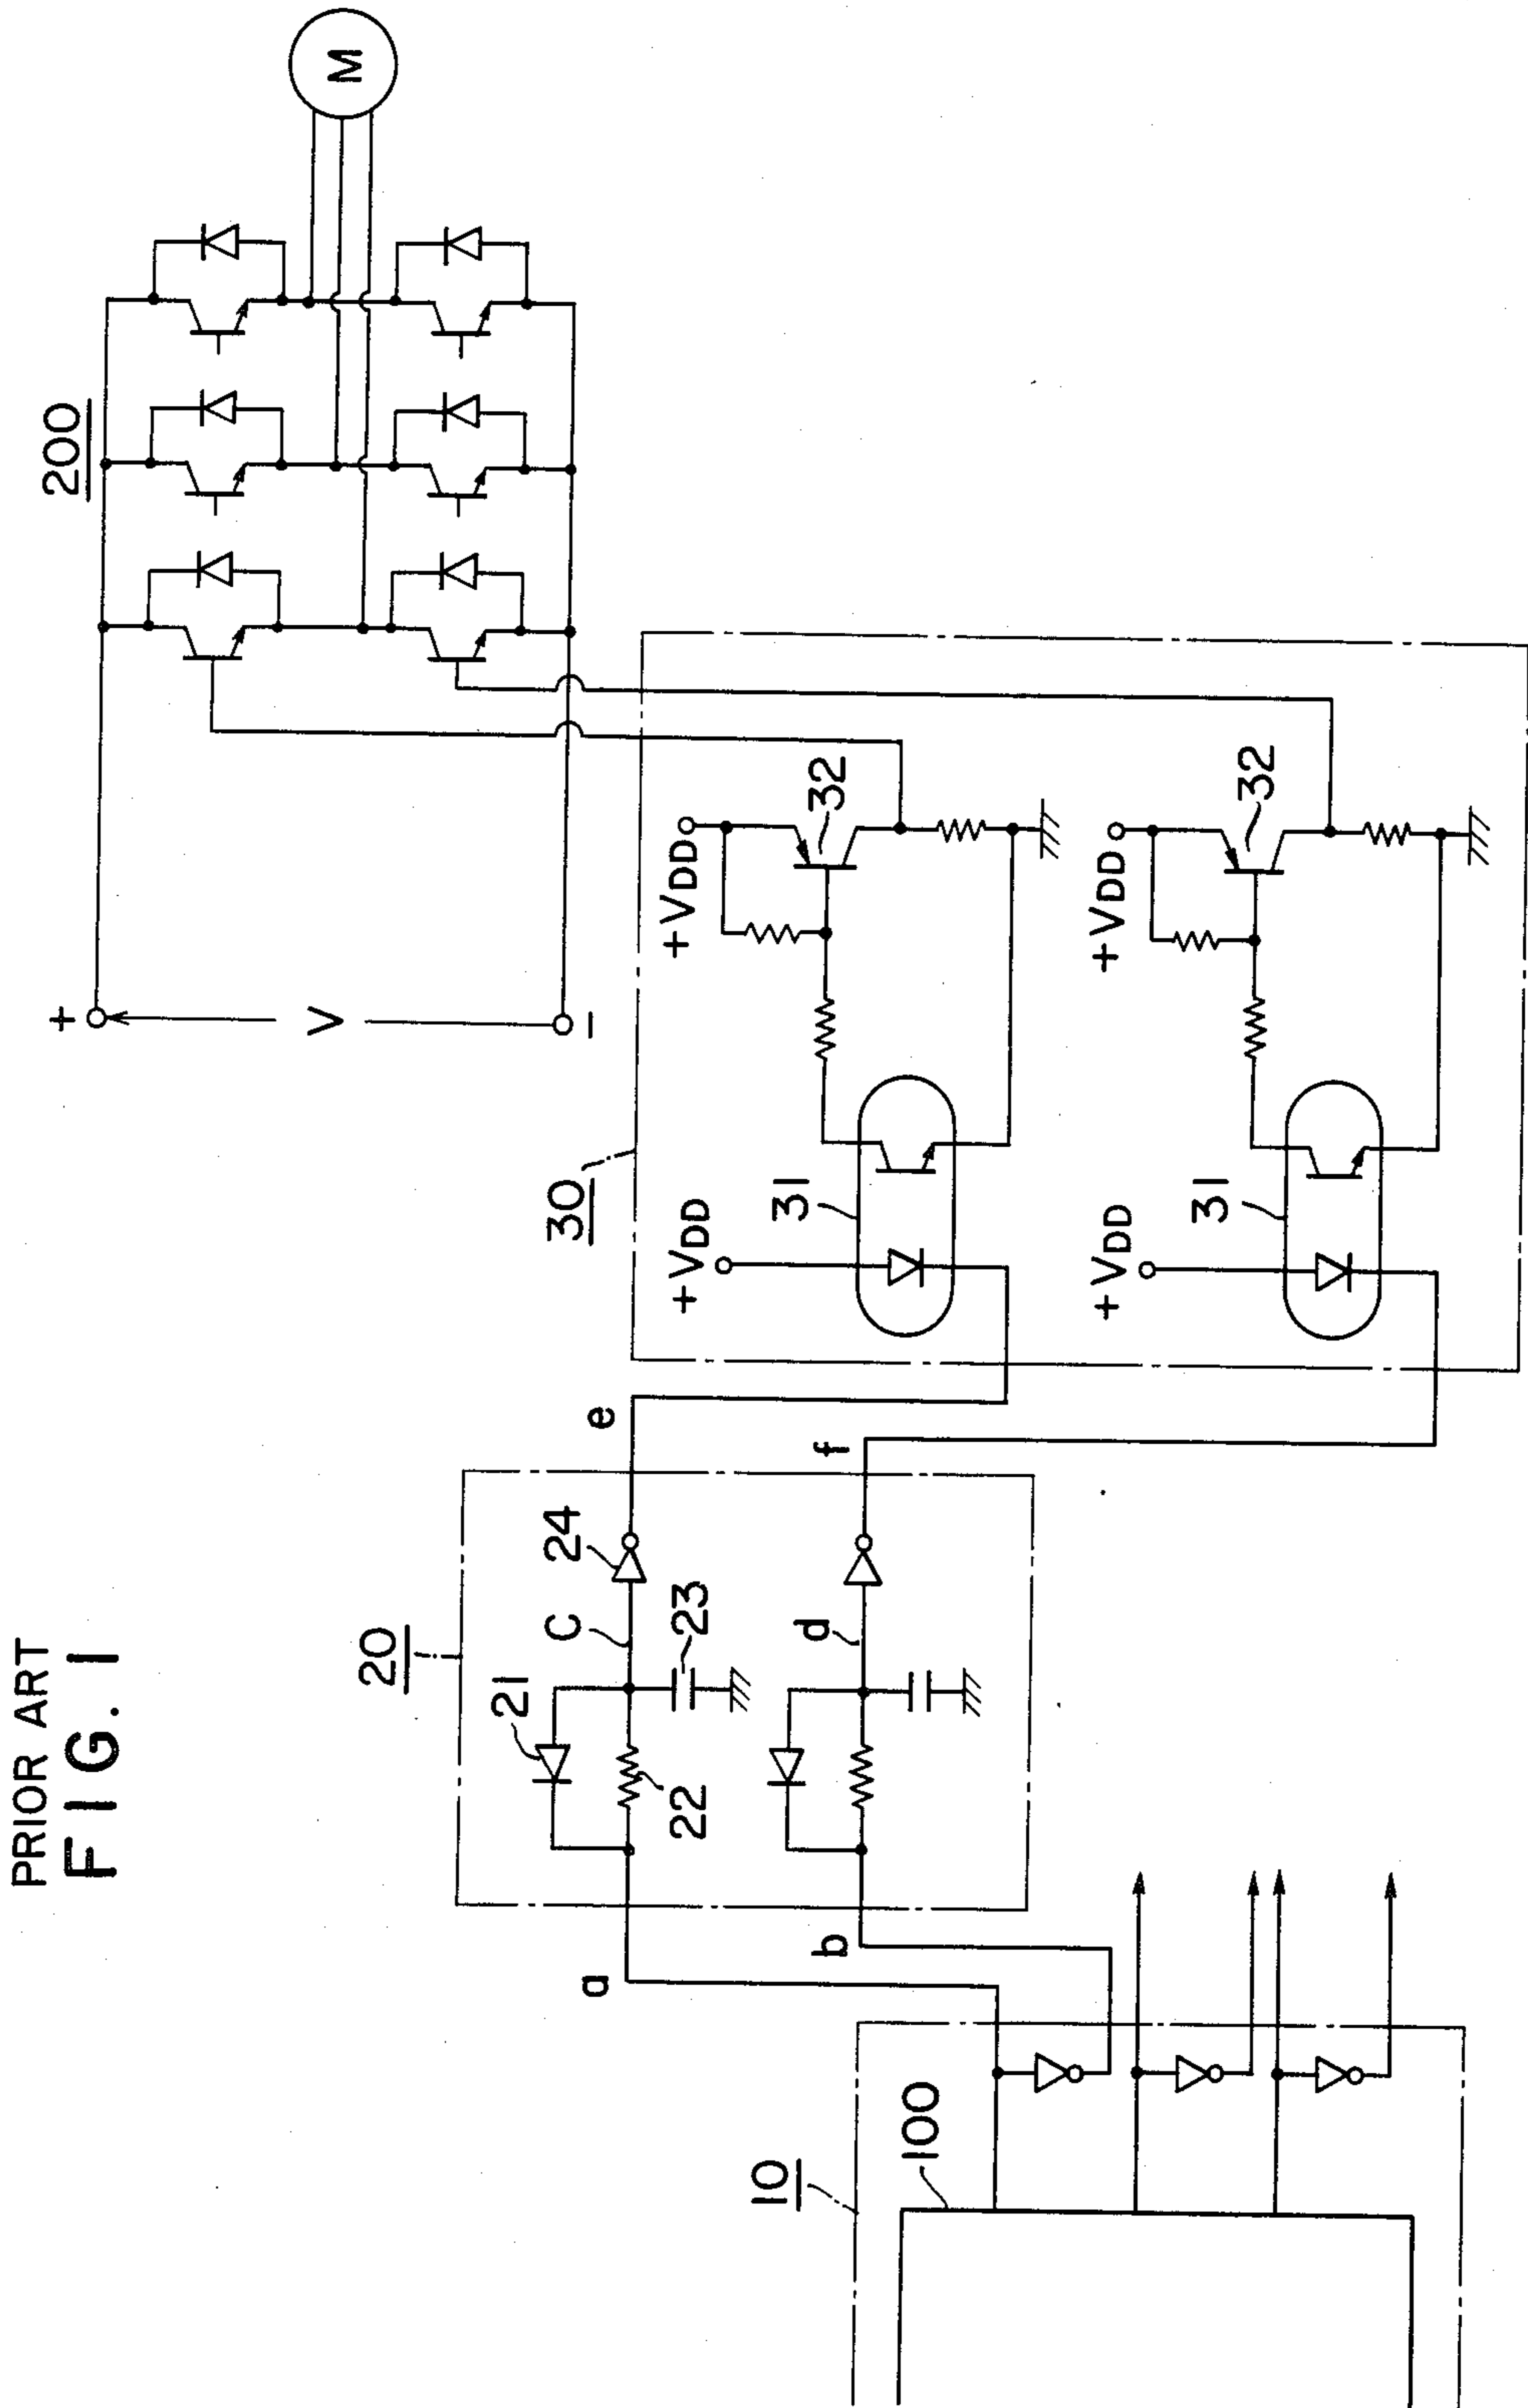 PRIOR ART
FIG. 1
10
100
a
b
20
21
22
C
23
24
d
e
f
30
+VDD
31
+VDD
32
+VDD
31
+VDD
32
+
V
−
200
M